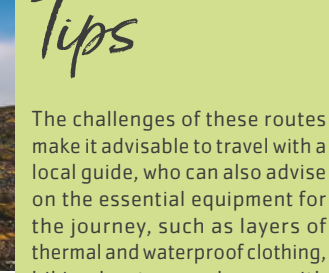 Tips
The challenges of these routes
make it advisable to travel with a
local guide, who can also advise
on the essential equipment for
the journey, such as layers of
thermal and waterproof clothing,